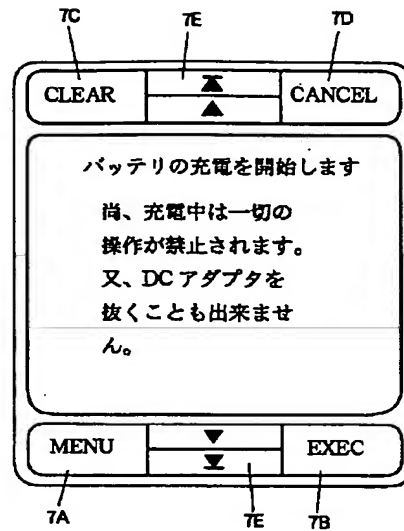 7C 7E 7D
CLEAR CANCEL
バッテリの充電を開始します
尚、充電中は一切の
操作が禁止されます。
又、DCアダプタを
抜くことも出来ませ
ん。
MENU EXEC
7A 7E 7B